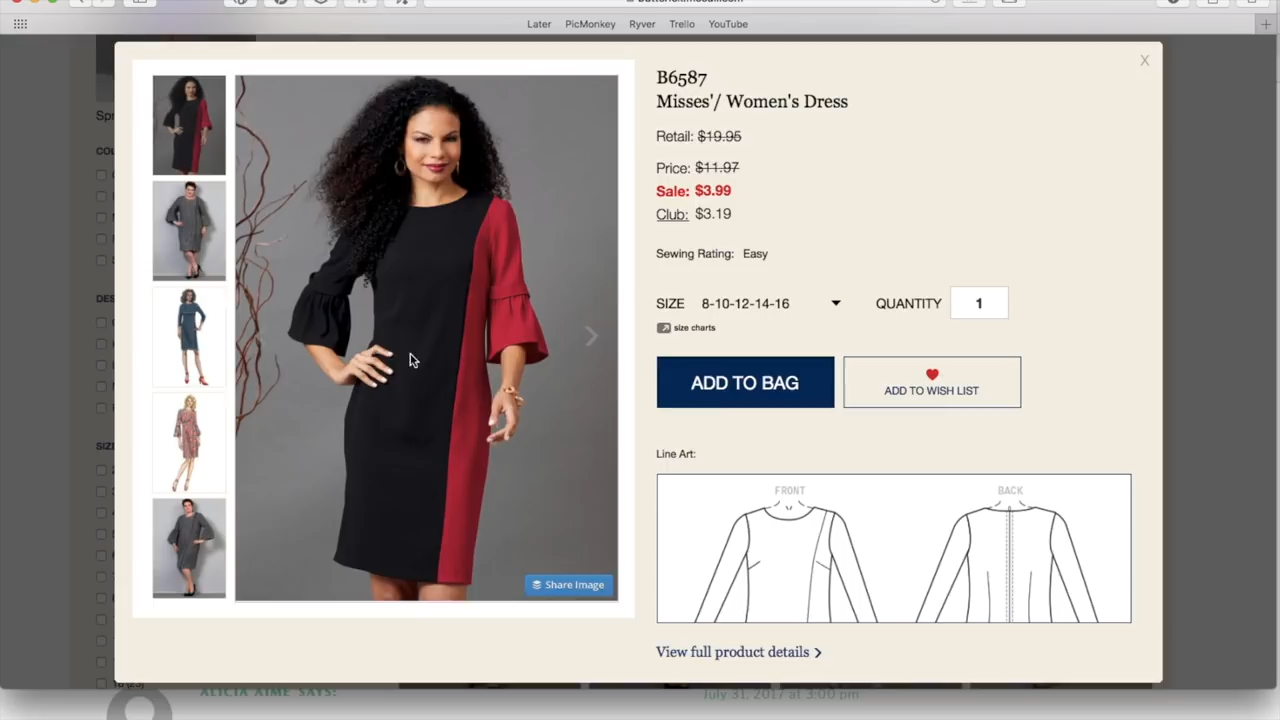 Later PicMonkey Ryver Trello YouTube
X
B6587
Misses'/ Women's Dress
Retail: $19.95
Price: $11.97
Sale: $3.99
Club: $3.19
Sewing Rating: Easy
SIZE 8-10-12-14-16 QUANTITY 1
size charts
ADD TO BAG
ADD TO WISH LIST
Share Image
Line Art:
FRONT BACK
View full product details >
ALICIA AIME SAYS: July 31, 2017 at 3:00 pm